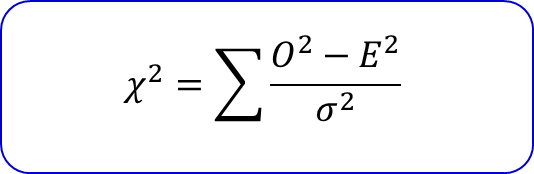 χ² = ∑ (O² − E²) / σ²